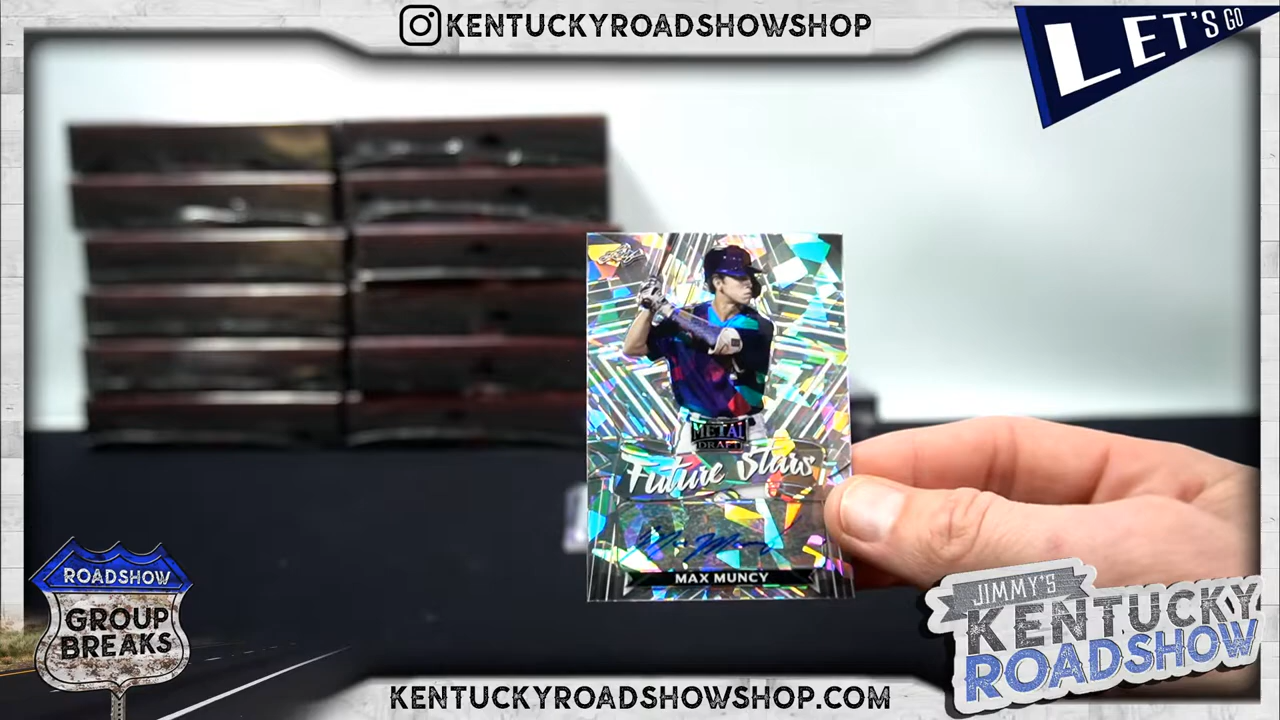 KENTUCKYROADSHOWSHOP
LET'S GO
METAL
DRAFT
Future Stars
MAX MUNCY
ROADSHOW
GROUP
BREAKS
JIMMY'S
KENTUCKY
ROADSHOW
KENTUCKYROADSHOWSHOP.COM